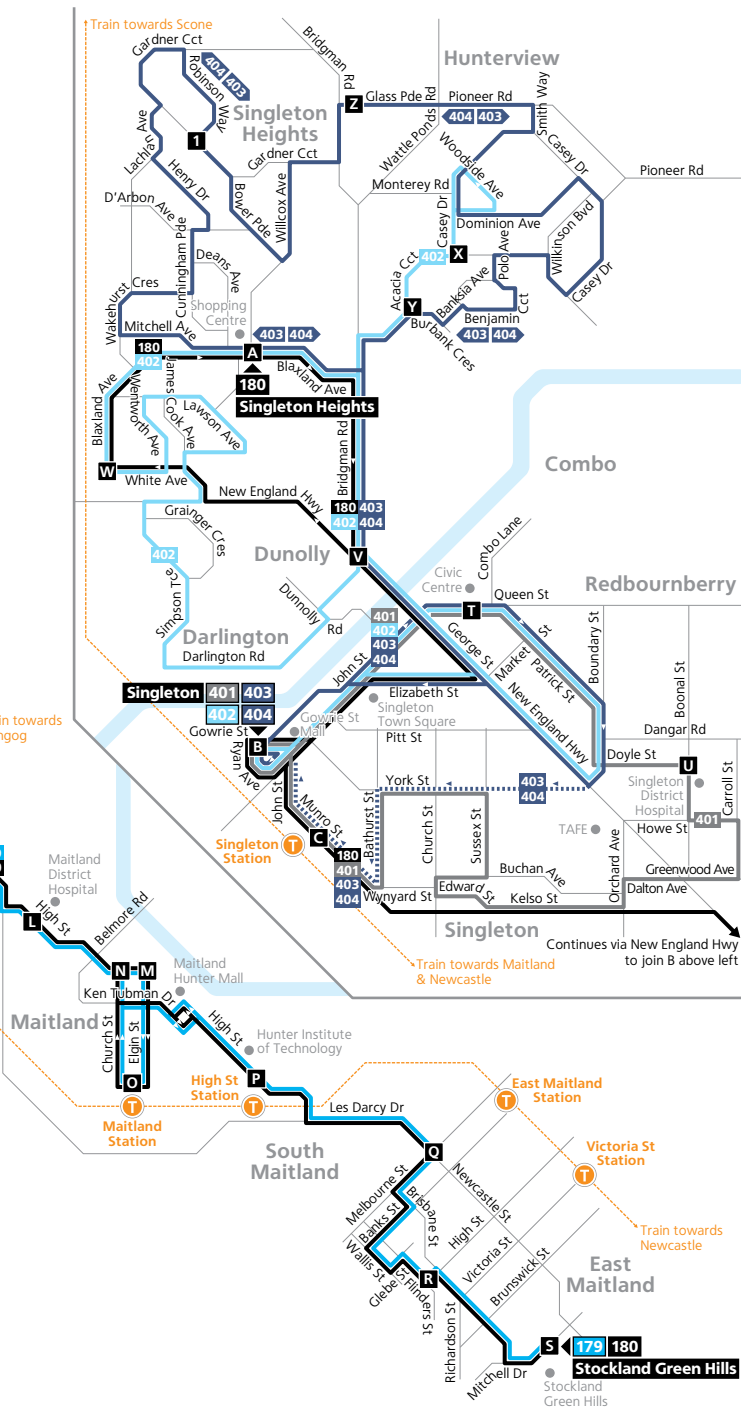 Train towards Scone
Gardner Cct
Robinson Way
404 403
Bridgman Rd
Hunterview
Singleton
Heights
Z
Glass Pde
Pioneer Rd
404 403
Smith Way
Wattle Ponds Rd
Woodside Ave
Casey Dr
Pioneer Rd
1
Lachlan Ave
Henry Dr
Gardner Cct
Bower Pde
Willcox Ave
Monterey Rd
D'Arbon Ave
Casey Dr
Dominion Ave
Wilkinson Bvd
Casey Dr
Cunningham Pde
Deans Ave
402
X
Polo Ave
Acacia Cct
Banksia Ave
Y
Benjamin Cct
Burbank Cres
403 404
Wakehurst Cres
Shopping
Centre
Mitchell Ave
403 404
180
402
A
Blaxland Ave
180
Singleton Heights
Blaxland Ave
Wentworth Ave
James Cook Ave
Lawson Ave
Bridgman Rd
W
White Ave
Combo
New England Hwy
180 403
402 404
Grainger Cres
402
Dunolly
V
Combo Lane
Civic
Centre
Redbournberry
Simpson Tce
Dunnolly Rd
Queen St
T
401
402
403
404
Darlington
Darlington Rd
John St
George St
Market St
Patrick St
Boundary St
Boonal St
Singleton 401 403
402 404
Elizabeth St
Singleton
Town Square
New England Hwy
Gowrie St
Gowrie St
Mall
Pitt St
Dangar Rd
B
Ryan Ave
Doyle St
U
York St
403
404
Singleton
District
Hospital
Carroll St
John St
Munro St
Bathurst St
Church St
Sussex St
TAFE
401
Howe St
Singleton
Station
T
C
180
401
403
404
Orchard Ave
Buchan Ave
Greenwood Ave
Dalton Ave
Wynyard St
Edward St
Kelso St
Singleton
Continues via New England Hwy
to join B above left
Train towards Maitland
& Newcastle
Maitland
District
Hospital
L
High St
Belmore Rd
N M
Maitland
Hunter Mall
Ken Tubman Dr
Maitland
Church St
Elgin St
High St
Hunter Institute
of Technology
O
High St
Station
P
T
T
Maitland
Station
Les Darcy Dr
T
East Maitland
Station
South
Maitland
Q
Victoria St
Station
T
Melbourne St
Newcastle St
Banks St
Brisbane St
High St
Train towards
Newcastle
Wallis St
Glebe St
Flinders St
R
Victoria St
Brunswick St
East
Maitland
Richardson St
S
179 180
Stockland Green Hills
Mitchell Dr
Stockland
Green Hills